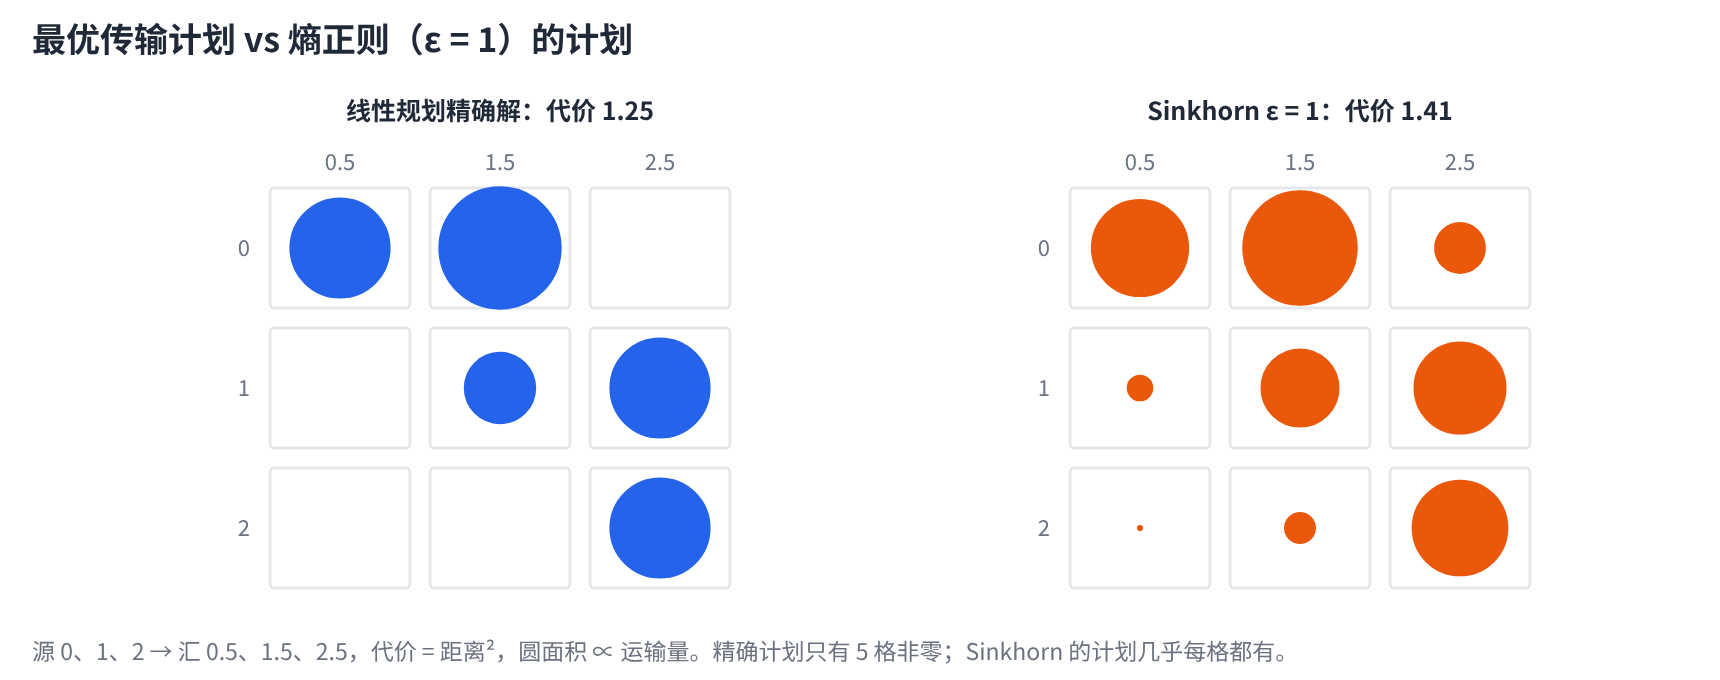 最优传输计划 vs 熵正则（ε = 1）的计划
线性规划精确解：代价 1.25
0.5 1.5 2.5
0
1
2
Sinkhorn ε = 1：代价 1.41
0.5 1.5 2.5
0
1
2
源 0、1、2 → 汇 0.5、1.5、2.5，代价 = 距离²，圆面积 ∝ 运输量。精确计划只有 5 格非零；Sinkhorn 的计划几乎每格都有。